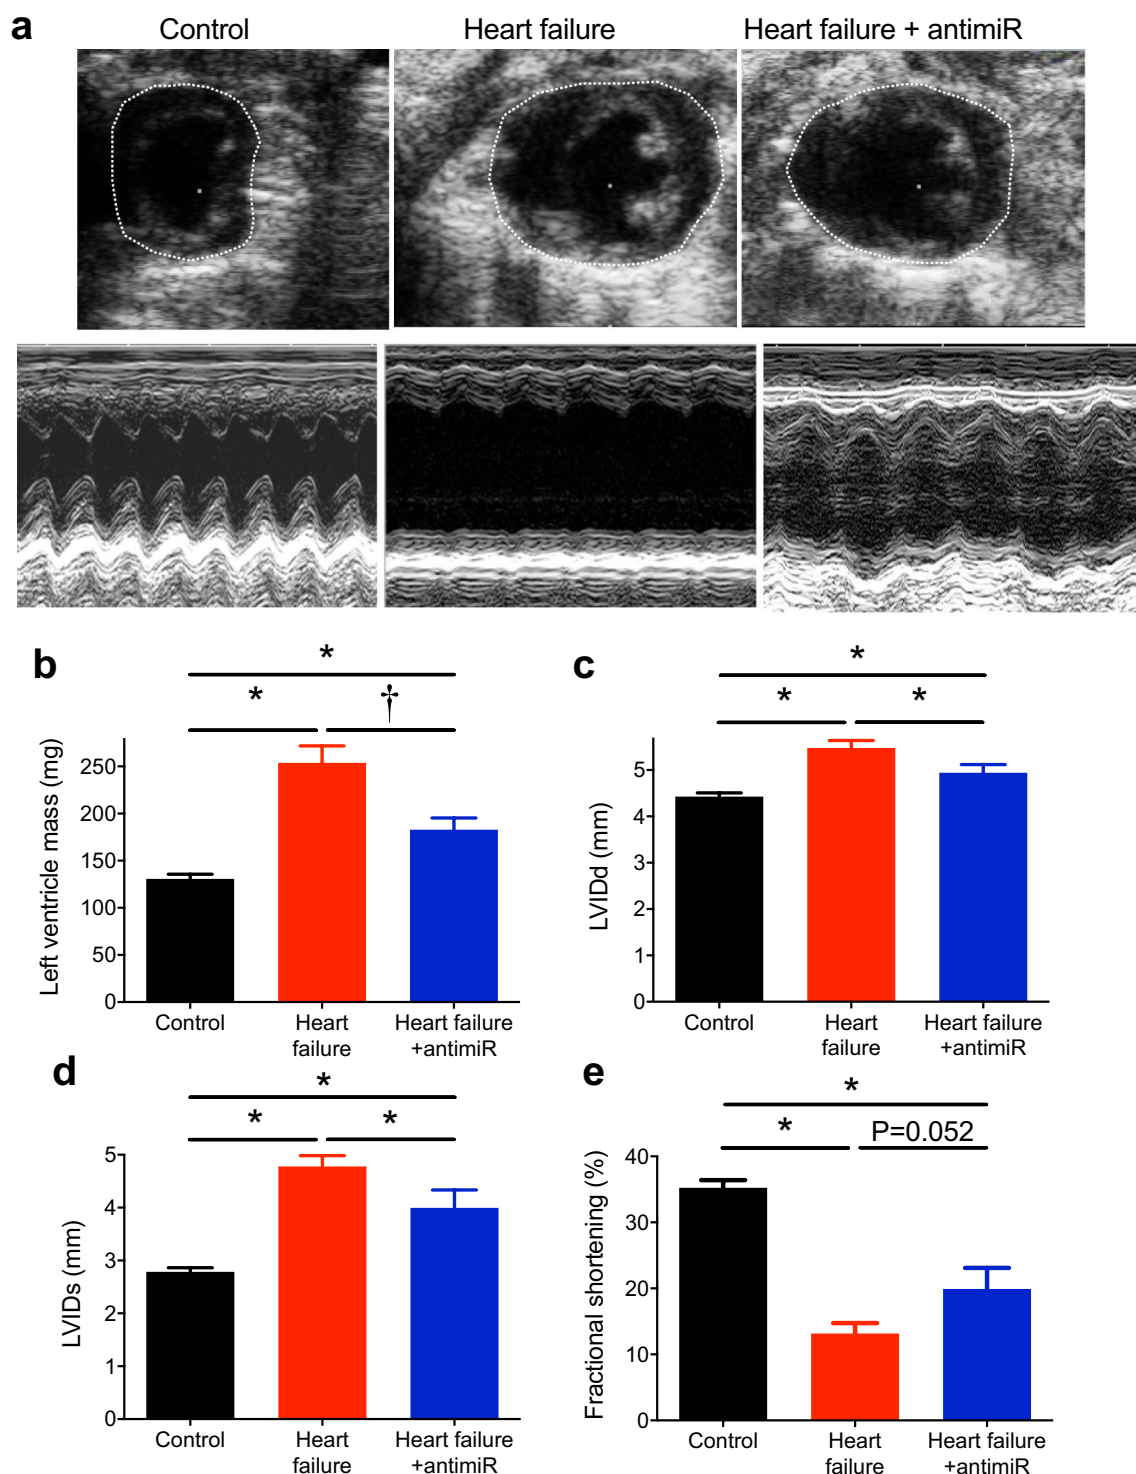 a
Control
Heart failure
Heart failure + antimiR
b
*
*
†
Left ventricle mass (mg)
250
200
150
100
50
0
Control
Heart
failure
Heart failure
+antimiR
c
*
*
*
LVIDd (mm)
5
4
3
2
1
0
Control
Heart
failure
Heart failure
+antimiR
d
*
*
*
LVIDs (mm)
5
4
3
2
1
0
Control
Heart
failure
Heart failure
+antimiR
e
*
*
P=0.052
Fractional shortening (%)
40
30
20
10
0
Control
Heart
failure
Heart failure
+antimiR